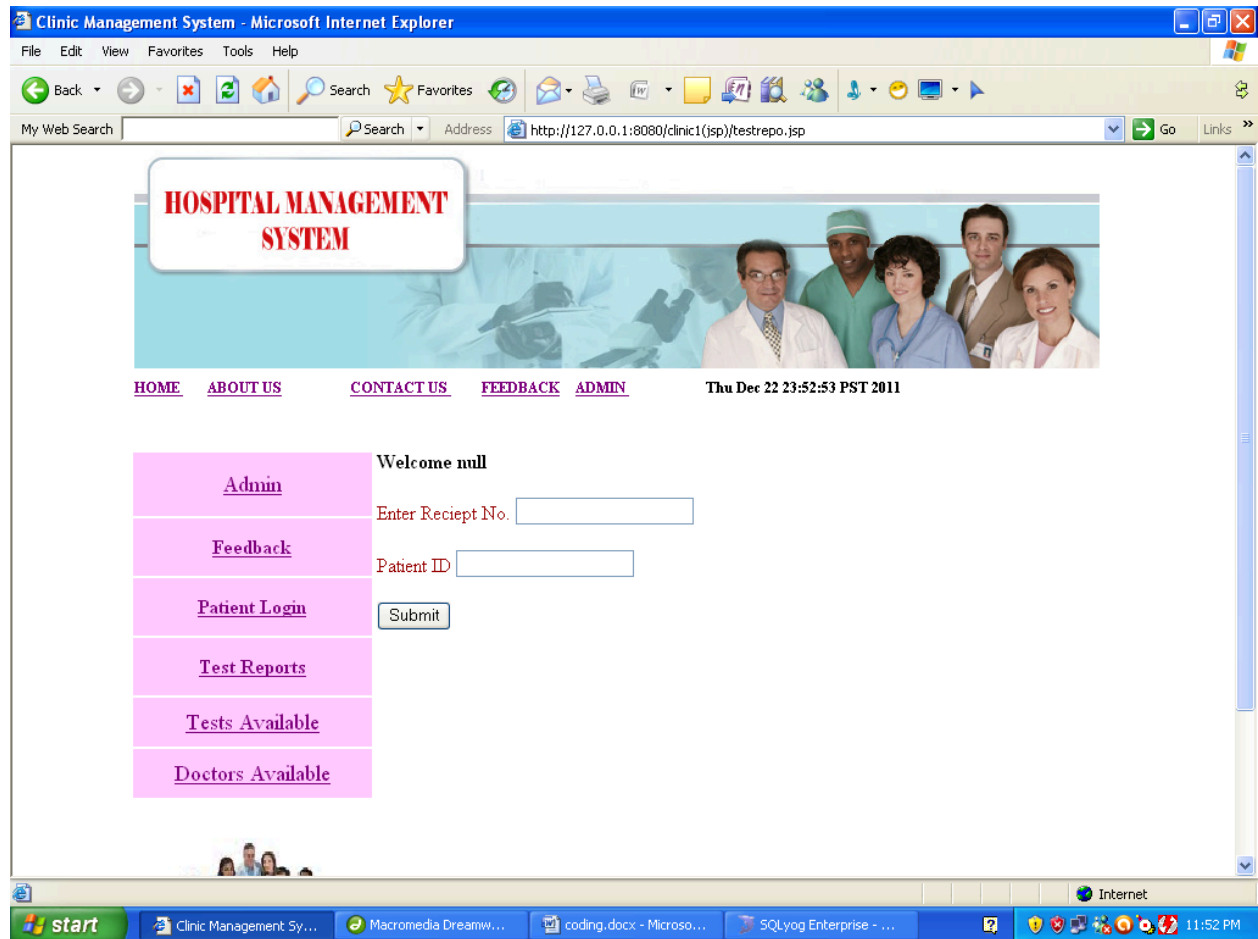 Clinic Management System - Microsoft Internet Explorer
File Edit View Favorites Tools Help
Back Search Favorites
My Web Search Search Address http://127.0.0.1:8080/clinic1(jsp)/testrepo.jsp Go Links »
HOSPITAL MANAGEMENT
SYSTEM
HOME ABOUT US CONTACT US FEEDBACK ADMIN Thu Dec 22 23:52:53 PST 2011
Welcome null
Enter Reciept No.
Patient ID
Submit
Admin
Feedback
Patient Login
Test Reports
Tests Available
Doctors Available
Internet
start Clinic Management Sy... Macromedia Dreamw... coding.docx - Microso... SQLyog Enterprise - ... 11:52 PM